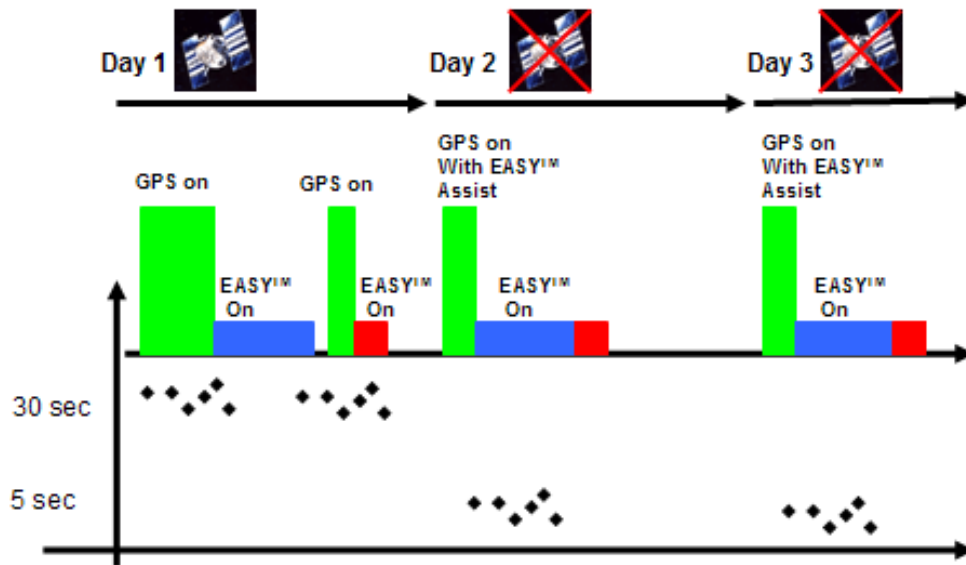 Day 1
Day 2
Day 3
GPS on
GPS on
GPS on
With EASY™
Assist
GPS on
With EASY™
Assist
EASY™
On
EASY™
On
EASY™
On
EASY™
On
30 sec
5 sec